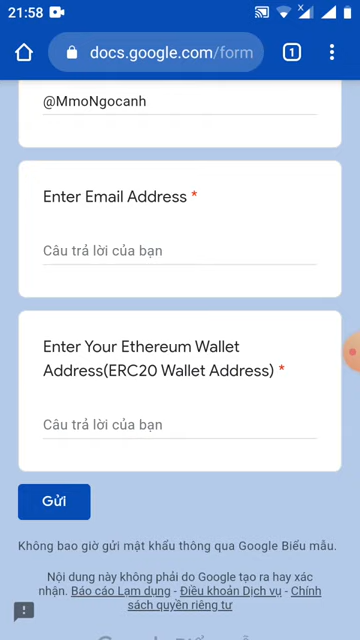 21:58
docs.google.com/form
1
@MmoNgocanh
Enter Email Address *
Câu trả lời của bạn
Enter Your Ethereum Wallet
Address(ERC20 Wallet Address) *
Câu trả lời của bạn
Gửi
Không bao giờ gửi mật khẩu thông qua Google Biểu mẫu.
Nội dung này không phải do Google tạo ra hay xác
nhận. Báo cáo Lạm dụng - Điều khoản Dịch vụ - Chính
sách quyền riêng tư